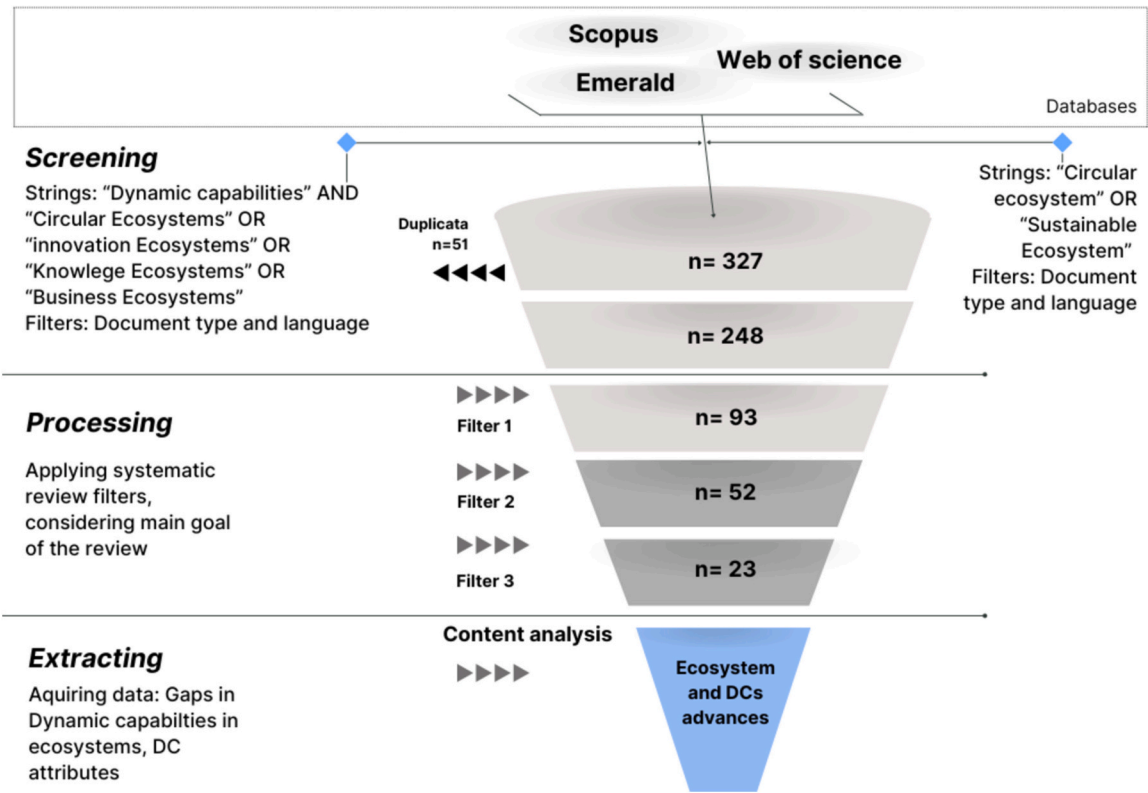 Scopus
Web of science
Emerald
Databases
Screening
Strings: “Dynamic capabilities” AND
“Circular Ecosystems” OR
“innovation Ecosystems” OR
“Knowlege Ecosystems” OR
“Business Ecosystems”
Filters: Document type and language
Strings: “Circular
ecosystem” OR
“Sustainable
Ecosystem”
Filters: Document
type and language
Duplicata
n=51
n= 327
n= 248
Processing
Applying systematic
review filters,
considering main goal
of the review
Filter 1
n= 93
Filter 2
n= 52
Filter 3
n= 23
Extracting
Aquiring data: Gaps in
Dynamic capabilties in
ecosystems, DC
attributes
Content analysis
Ecosystem
and DCs
advances